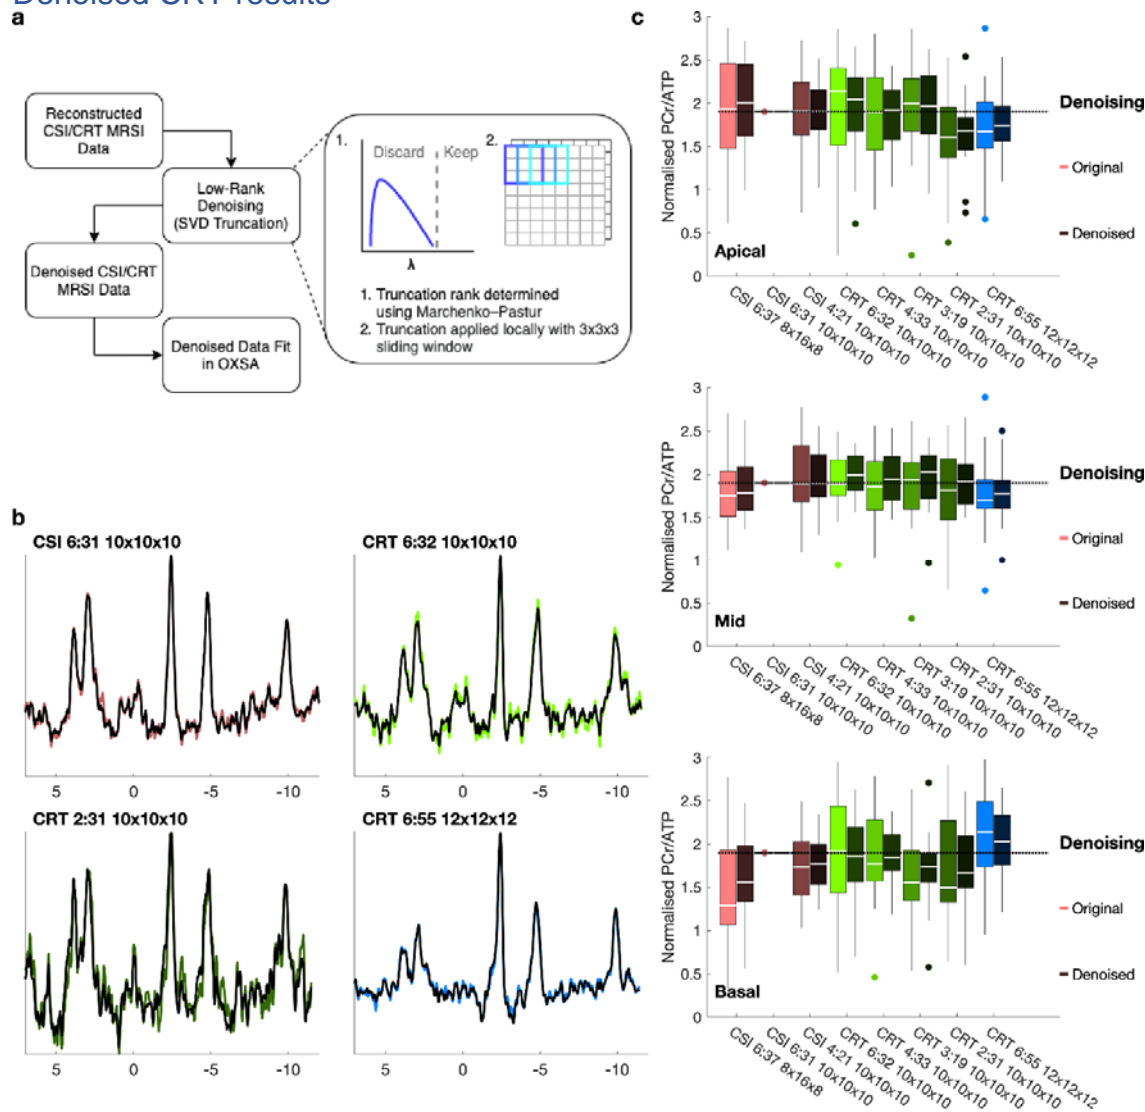 Denoised CRT results
a
Reconstructed
CSI/CRT MRSI
Data
Low-Rank
Denoising
(SVD Truncation)
Denoised CSI/CRT
MRSI Data
Denoised Data Fit
in OXSA
1.
Discard
Keep
λ
2.
1. Truncation rank determined
using Marchenko–Pastur
2. Truncation applied locally with 3x3x3
sliding window
b
CSI 6:31 10x10x10
5 0 -5 -10
CRT 6:32 10x10x10
5 0 -5 -10
CRT 2:31 10x10x10
5 0 -5 -10
CRT 6:55 12x12x12
5 0 -5 -10
c
Normalised PCr/ATP
3
2.5
2
1.5
1
0.5
0
Apical
CSI 6:37 8x16x8
CSI 6:31 10x10x10
CSI 4:21 10x10x10
CRT 6:32 10x10x10
CRT 4:33 10x10x10
CRT 3:19 10x10x10
CRT 2:31 10x10x10
CRT 6:55 12x12x12
Denoising
Original
Denoised
Normalised PCr/ATP
3
2.5
2
1.5
1
0.5
0
Mid
CSI 6:37 8x16x8
CSI 6:31 10x10x10
CSI 4:21 10x10x10
CRT 6:32 10x10x10
CRT 4:33 10x10x10
CRT 3:19 10x10x10
CRT 2:31 10x10x10
CRT 6:55 12x12x12
Denoising
Original
Denoised
Normalised PCr/ATP
3
2.5
2
1.5
1
0.5
0
Basal
CSI 6:37 8x16x8
CSI 6:31 10x10x10
CSI 4:21 10x10x10
CRT 6:32 10x10x10
CRT 4:33 10x10x10
CRT 3:19 10x10x10
CRT 2:31 10x10x10
CRT 6:55 12x12x12
Denoising
Original
Denoised